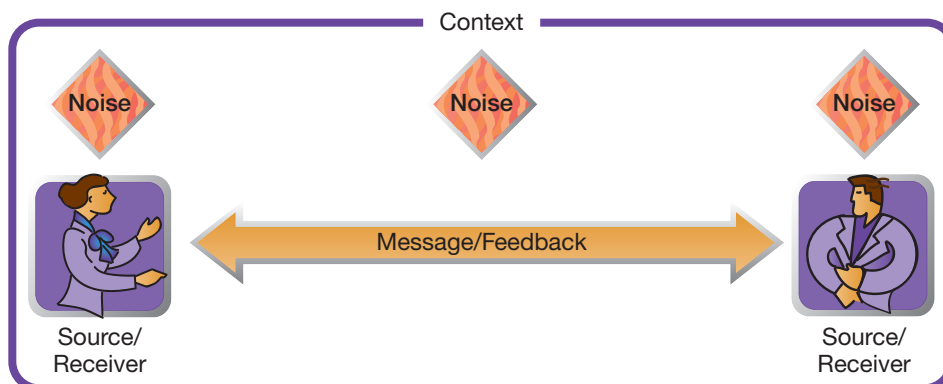 Context
Noise
Noise
Noise
Message/Feedback
Source/
Receiver
Source/
Receiver